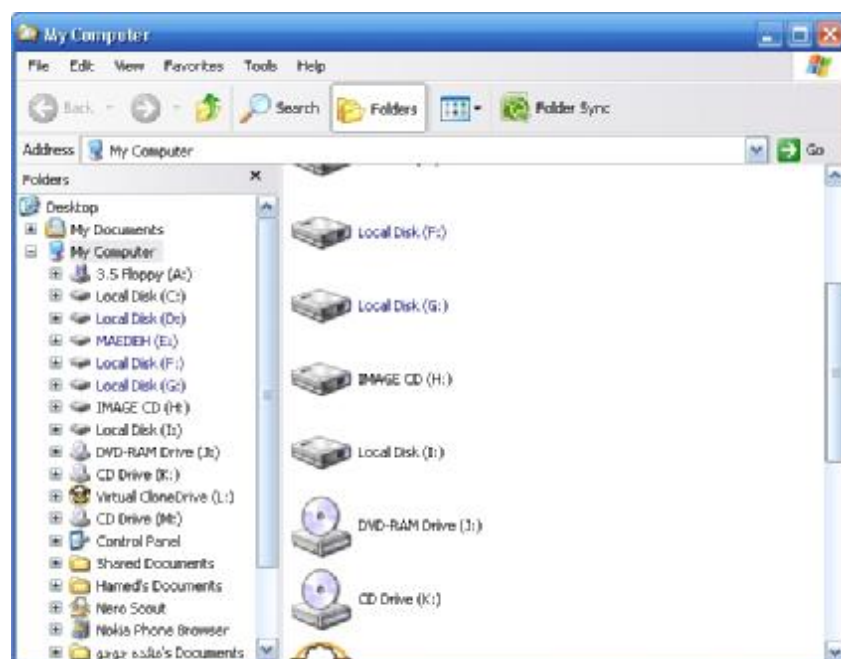 My Computer
File Edit View Favorites Tools Help
Back Search Folders Folder Sync
Address My Computer Go
Folders
Desktop
My Documents
My Computer
3.5 Floppy (A:)
Local Disk (C:)
Local Disk (D:)
MAEDEH (E:)
Local Disk (F:)
Local Disk (G:)
IMAGE CD (H:)
Local Disk (I:)
DVD-RAM Drive (J:)
CD Drive (K:)
Virtual CloneDrive (L:)
CD Drive (M:)
Control Panel
Shared Documents
Hamed's Documents
Nero Scout
Nokia Phone Browser
's Documents
Local Disk (F:)
Local Disk (G:)
IMAGE CD (H:)
Local Disk (I:)
DVD-RAM Drive (J:)
CD Drive (K:)